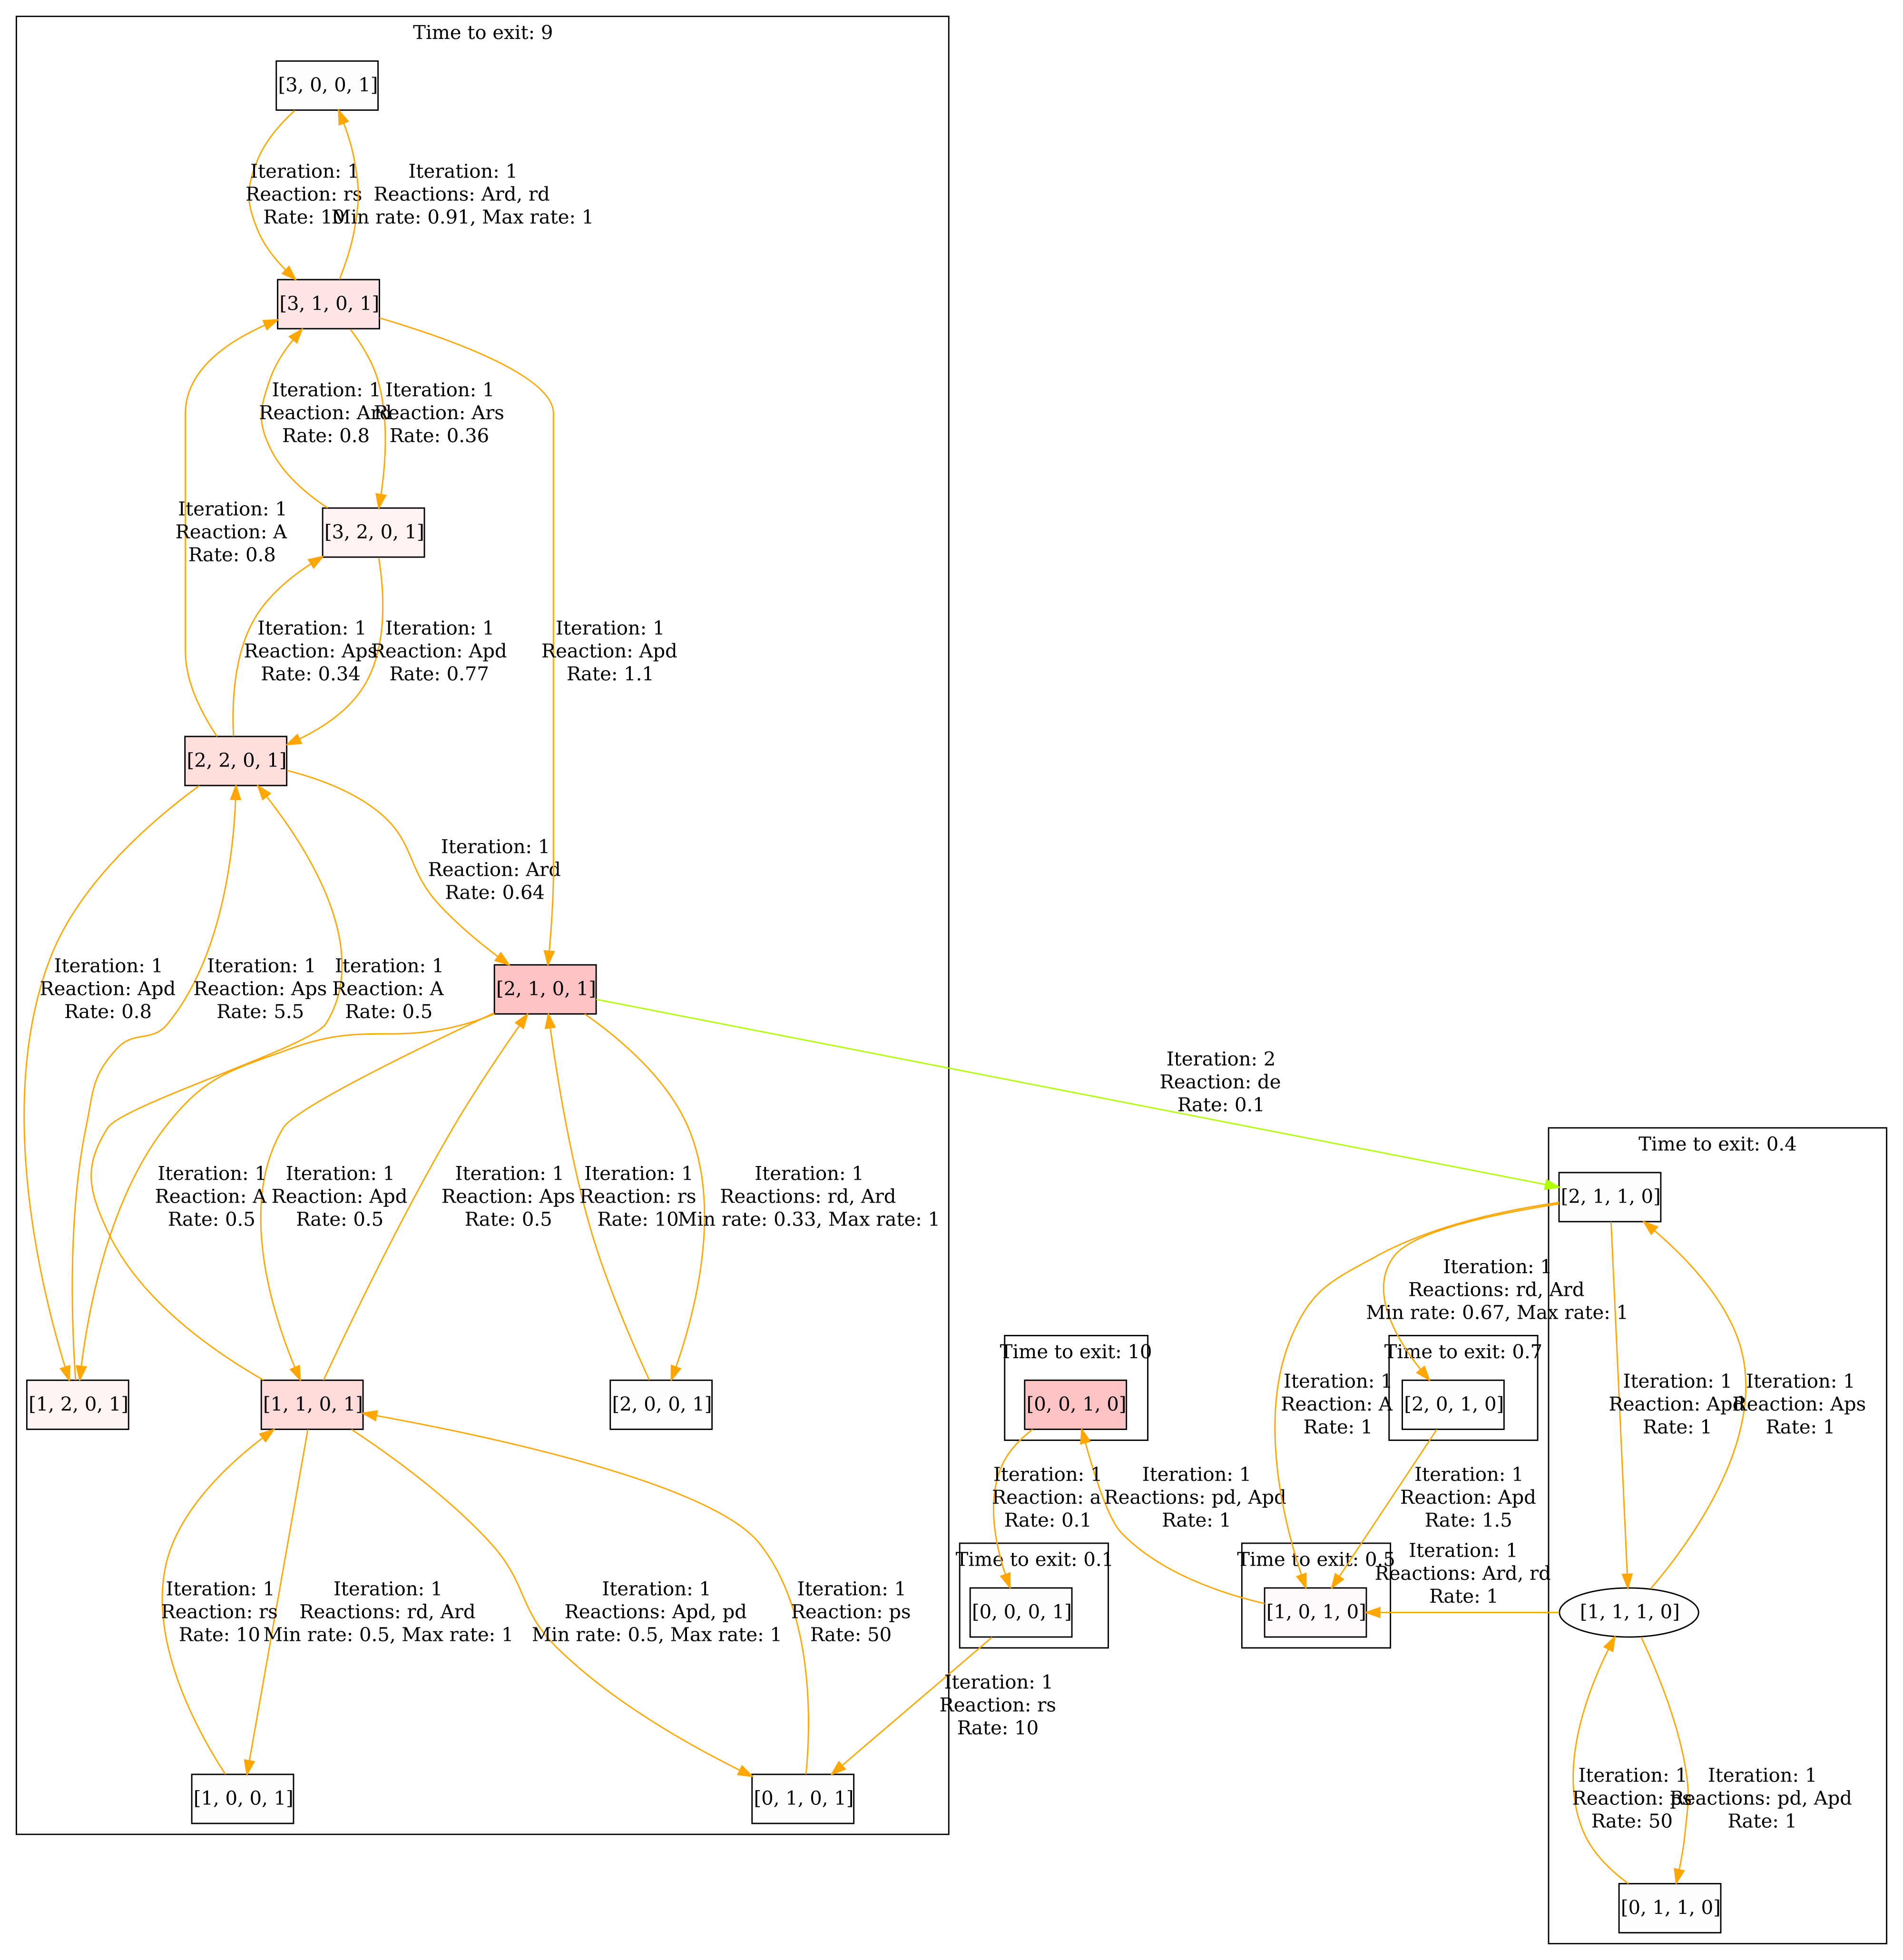 Time to exit: 9
[3, 0, 0, 1]
Iteration: 1
Reaction: rs
Rate: 10
Iteration: 1
Reactions: Ard, rd
Min rate: 0.91, Max rate: 1
[3, 1, 0, 1]
Iteration: 1
Reaction: Ard
Rate: 0.8
Iteration: 1
Reaction: Ars
Rate: 0.36
Iteration: 1
Reaction: A
Rate: 0.8
[3, 2, 0, 1]
Iteration: 1
Reaction: Aps
Rate: 0.34
Iteration: 1
Reaction: Apd
Rate: 0.77
Iteration: 1
Reaction: Apd
Rate: 1.1
[2, 2, 0, 1]
Iteration: 1
Reaction: Ard
Rate: 0.64
Iteration: 1
Reaction: Apd
Rate: 0.8
Iteration: 1
Reaction: Aps
Rate: 5.5
Iteration: 1
Reaction: A
Rate: 0.5
[2, 1, 0, 1]
Iteration: 2
Reaction: de
Rate: 0.1
Iteration: 1
Reaction: A
Rate: 0.5
Iteration: 1
Reaction: Apd
Rate: 0.5
Iteration: 1
Reaction: Aps
Rate: 0.5
Iteration: 1
Reaction: rs
Rate: 10
Iteration: 1
Reactions: rd, Ard
Min rate: 0.33, Max rate: 1
Time to exit: 0.4
[2, 1, 1, 0]
Iteration: 1
Reactions: rd, Ard
Min rate: 0.67, Max rate: 1
[1, 2, 0, 1]
[1, 1, 0, 1]
[2, 0, 0, 1]
Time to exit: 10
[0, 0, 1, 0]
Iteration: 1
Reaction: A
Rate: 1
Time to exit: 0.7
[2, 0, 1, 0]
Iteration: 1
Reaction: Apd
Rate: 1
Iteration: 1
Reaction: Aps
Rate: 1
Iteration: 1
Reaction: a
Rate: 0.1
Iteration: 1
Reactions: pd, Apd
Rate: 1
Iteration: 1
Reaction: Apd
Rate: 1.5
Iteration: 1
Reaction: rs
Rate: 10
Iteration: 1
Reactions: rd, Ard
Min rate: 0.5, Max rate: 1
Iteration: 1
Reactions: Apd, pd
Min rate: 0.5, Max rate: 1
Iteration: 1
Reaction: ps
Rate: 50
Time to exit: 0.1
[0, 0, 0, 1]
Time to exit: 0.5
[1, 0, 1, 0]
Iteration: 1
Reactions: Ard, rd
Rate: 1
[1, 1, 1, 0]
Iteration: 1
Reaction: rs
Rate: 10
[1, 0, 0, 1]
[0, 1, 0, 1]
Iteration: 1
Reaction: ps
Rate: 50
Iteration: 1
Reactions: pd, Apd
Rate: 1
[0, 1, 1, 0]